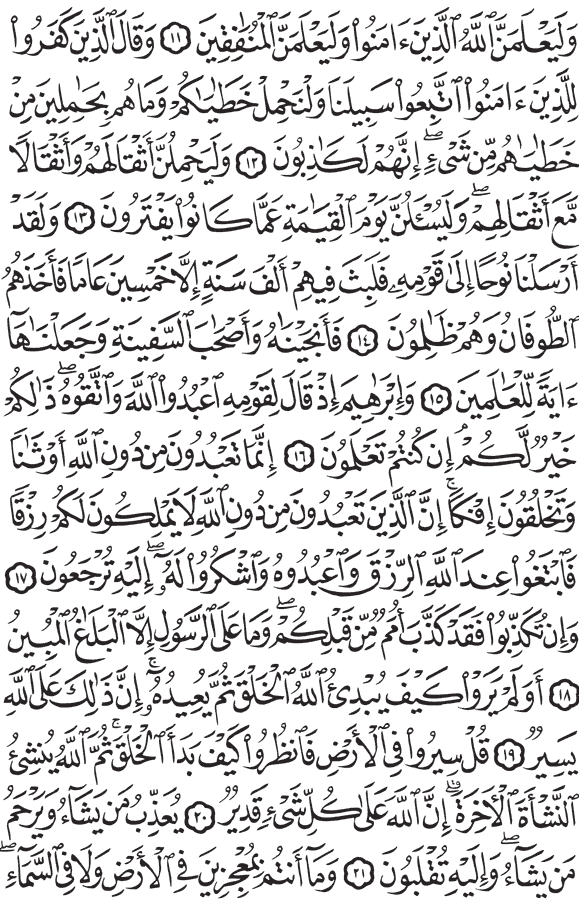 وَلَيَعْلَمَنَّ ٱللَّهُ ٱلَّذِينَ ءَامَنُوا۟ وَلَيَعْلَمَنَّ ٱلْمُنَـٰفِقِينَ ١١ وَقَالَ ٱلَّذِينَ كَفَرُوا۟
لِلَّذِينَ ءَامَنُوا۟ ٱتَّبِعُوا۟ سَبِيلَنَا وَلْنَحْمِلْ خَطَـٰيَـٰكُمْ وَمَا هُم بِحَـٰمِلِينَ مِنْ
خَطَـٰيَـٰهُم مِّن شَىْءٍ ۖ إِنَّهُمْ لَكَـٰذِبُونَ ١٢ وَلَيَحْمِلُنَّ أَثْقَالَهُمْ وَأَثْقَالًا
مَّعَ أَثْقَالِهِمْ ۖ وَلَيُسْـَٔلُنَّ يَوْمَ ٱلْقِيَـٰمَةِ عَمَّا كَانُوا۟ يَفْتَرُونَ ١٣ وَلَقَدْ
أَرْسَلْنَا نُوحًا إِلَىٰ قَوْمِهِۦ فَلَبِثَ فِيهِمْ أَلْفَ سَنَةٍ إِلَّا خَمْسِينَ عَامًا فَأَخَذَهُمُ
ٱلطُّوفَانُ وَهُمْ ظَـٰلِمُونَ ١٤ فَأَنجَيْنَـٰهُ وَأَصْحَـٰبَ ٱلسَّفِينَةِ وَجَعَلْنَـٰهَآ
ءَايَةً لِّلْعَـٰلَمِينَ ١٥ وَإِبْرَٰهِيمَ إِذْ قَالَ لِقَوْمِهِ ٱعْبُدُوا۟ ٱللَّهَ وَٱتَّقُوهُ ۖ ذَٰلِكُمْ
خَيْرٌ لَّكُمْ إِن كُنتُمْ تَعْلَمُونَ ١٦ إِنَّمَا تَعْبُدُونَ مِن دُونِ ٱللَّهِ أَوْثَـٰنًا
وَتَخْلُقُونَ إِفْكًا ۚ إِنَّ ٱلَّذِينَ تَعْبُدُونَ مِن دُونِ ٱللَّهِ لَا يَمْلِكُونَ لَكُمْ رِزْقًا
فَٱبْتَغُوا۟ عِندَ ٱللَّهِ ٱلرِّزْقَ وَٱعْبُدُوهُ وَٱشْكُرُوا۟ لَهُۥٓ ۖ إِلَيْهِ تُرْجَعُونَ ١٧
وَإِن تُكَذِّبُوا۟ فَقَدْ كَذَّبَ أُمَمٌ مِّن قَبْلِكُمْ ۖ وَمَا عَلَى ٱلرَّسُولِ إِلَّا ٱلْبَلَـٰغُ ٱلْمُبِينُ
١٨ أَوَلَمْ يَرَوْا۟ كَيْفَ يُبْدِئُ ٱللَّهُ ٱلْخَلْقَ ثُمَّ يُعِيدُهُۥٓ ۚ إِنَّ ذَٰلِكَ عَلَى ٱللَّهِ
يَسِيرٌ ١٩ قُلْ سِيرُوا۟ فِى ٱلْأَرْضِ فَٱنظُرُوا۟ كَيْفَ بَدَأَ ٱلْخَلْقَ ۚ ثُمَّ ٱللَّهُ يُنشِئُ
ٱلنَّشْأَةَ ٱلْـَٔاخِرَةَ ۚ إِنَّ ٱللَّهَ عَلَىٰ كُلِّ شَىْءٍ قَدِيرٌ ٢٠ يُعَذِّبُ مَن يَشَآءُ وَيَرْحَمُ
مَن يَشَآءُ ۖ وَإِلَيْهِ تُقْلَبُونَ ٢١ وَمَآ أَنتُم بِمُعْجِزِينَ فِى ٱلْأَرْضِ وَلَا فِى ٱلسَّمَآءِ ۖ